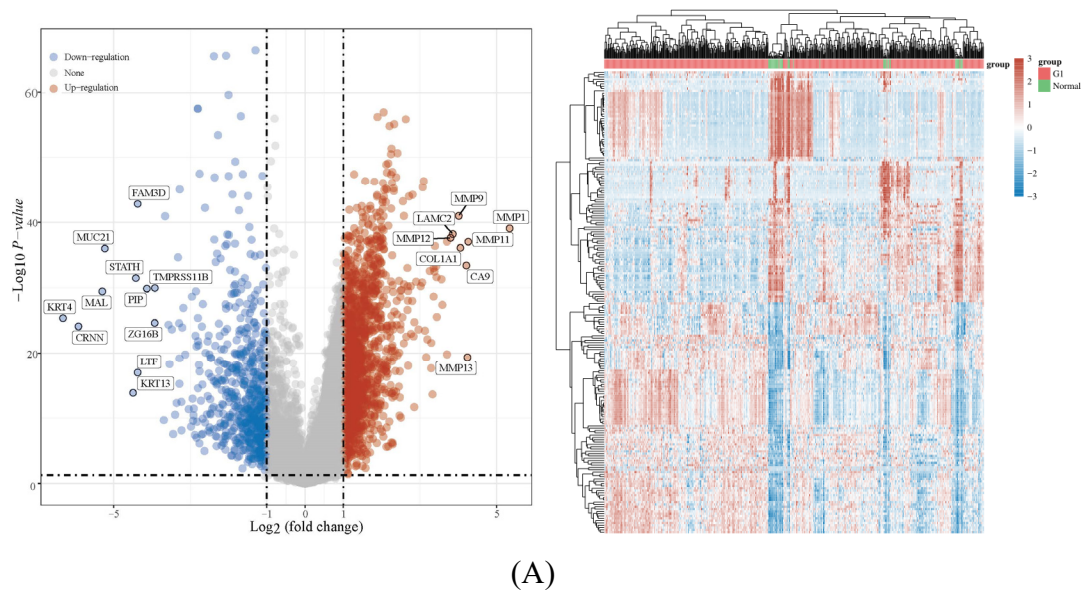 Down-regulation
None
Up-regulation
60
40
20
0
−Log10 P-value
FAM3D
MUC21
STATH
TMPRSS11B
MAL
PIP
KRT4
CRNN
ZG16B
LTF
KRT13
MMP9
LAMC2
MMP1
MMP12
MMP11
COL1A1
CA9
MMP13
-5
-1
0
1
5
Log2 (fold change)
group
3
2
1
0
−1
−2
−3
group
G1
Normal
(A)